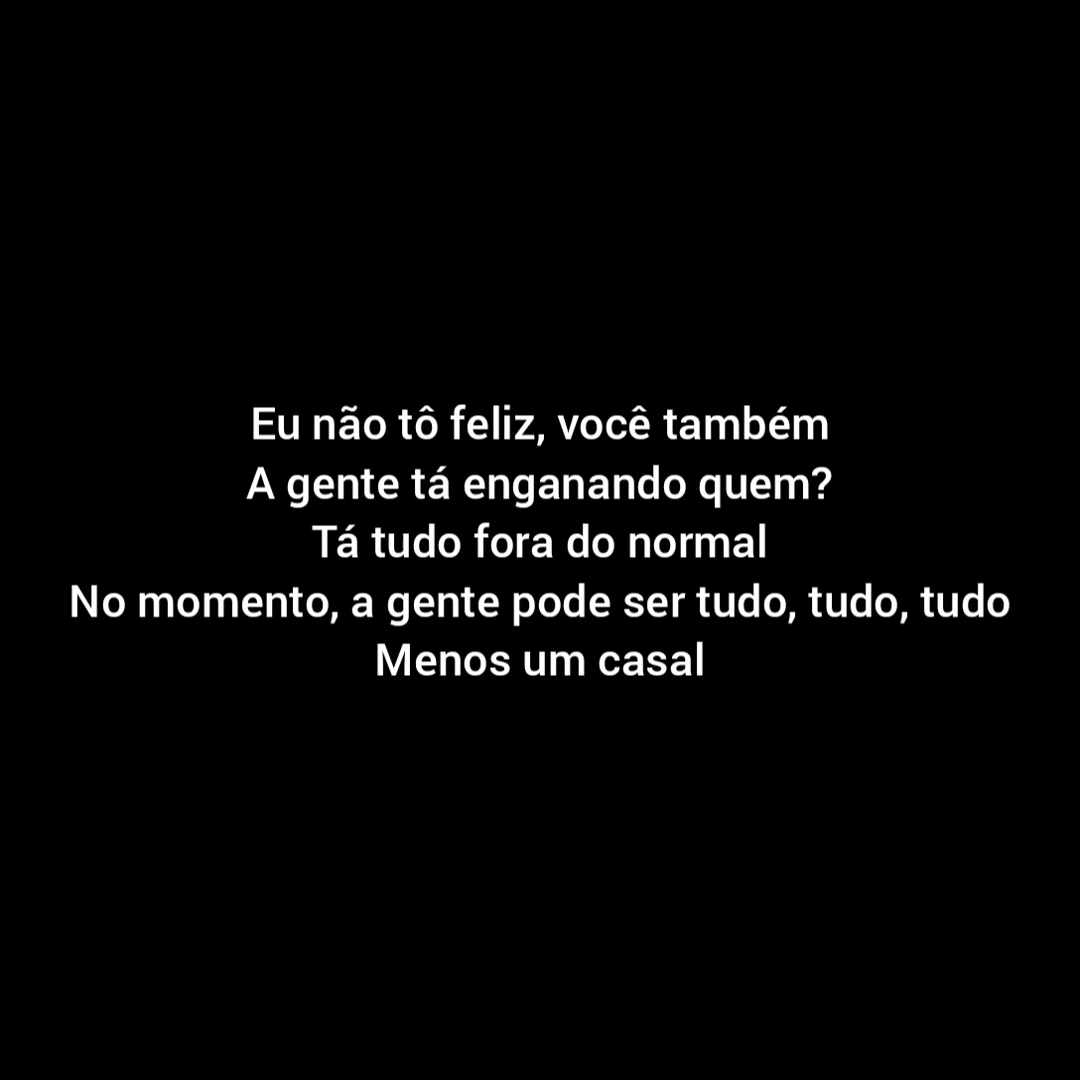 Eu não tô feliz, você também
A gente tá enganando quem?
Tá tudo fora do normal
No momento, a gente pode ser tudo, tudo, tudo
Menos um casal